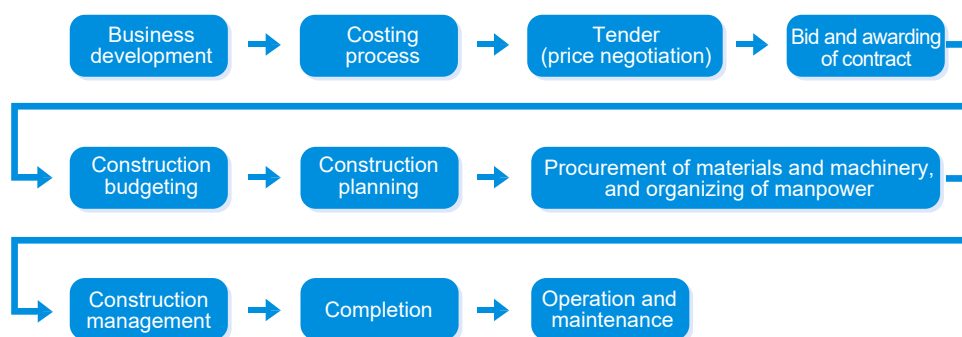 Business
development
Costing
process
Tender
(price negotiation)
Bid and awarding
of contract
Construction
budgeting
Construction
planning
Procurement of materials and machinery,
and organizing of manpower
Construction
management
Completion
Operation and
maintenance